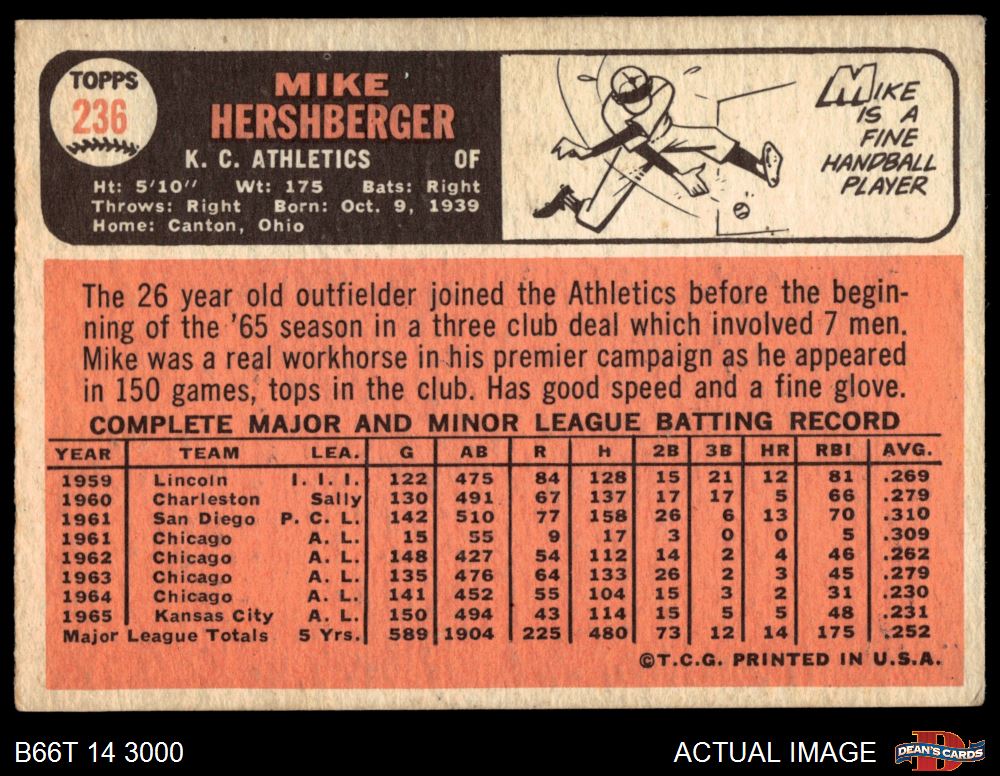 TOPPS
236
MIKE
HERSHBERGER
K. C. ATHLETICS OF
Ht: 5'10" Wt: 175 Bats: Right
Throws: Right Born: Oct. 9, 1939
Home: Canton, Ohio
MIKE
IS A
FINE
HANDBALL
PLAYER
The 26 year old outfielder joined the Athletics before the begin-
ning of the '65 season in a three club deal which involved 7 men.
Mike was a real workhorse in his premier campaign as he appeared
in 150 games, tops in the club. Has good speed and a fine glove.
COMPLETE MAJOR AND MINOR LEAGUE BATTING RECORD
YEAR TEAM LEA. G AB R H 2B 3B HR RBI AVG.
1959 Lincoln I. I. I. 122 475 84 128 15 21 12 81 .269
1960 Charleston Sally 130 491 67 137 17 17 5 66 .279
1961 San Diego P. C. L. 142 510 77 158 26 6 13 70 .310
1961 Chicago A. L. 15 55 9 17 3 0 0 5 .309
1962 Chicago A. L. 148 427 54 112 14 2 4 46 .262
1963 Chicago A. L. 135 476 64 133 26 2 3 45 .279
1964 Chicago A. L. 141 452 55 104 15 3 2 31 .230
1965 Kansas City A. L. 150 494 43 114 15 5 5 48 .231
Major League Totals 5 Yrs. 589 1904 225 480 73 12 14 175 .252
©T.C.G. PRINTED IN U.S.A.
B66T 14 3000 ACTUAL IMAGE DEAN'S CARDS